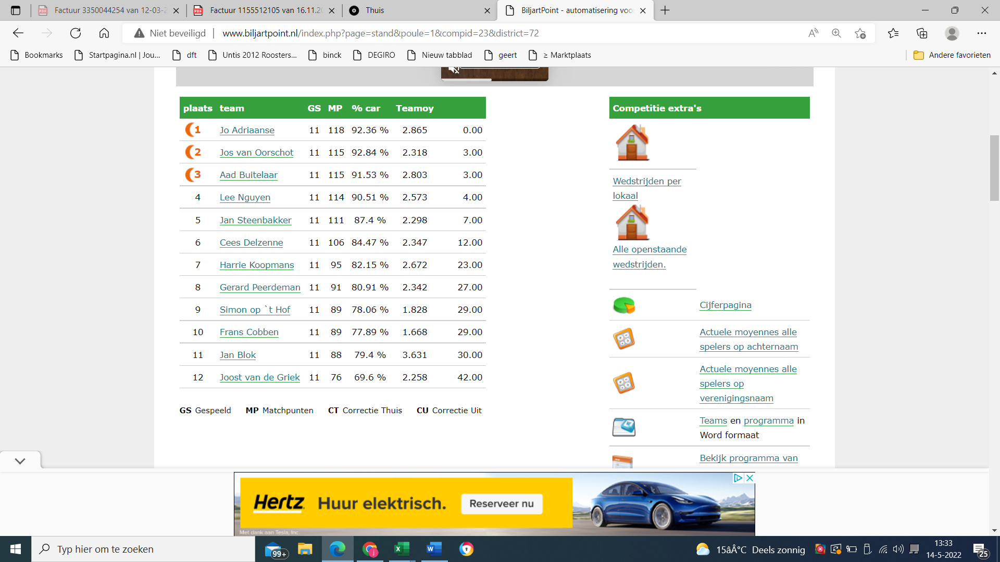 Factuur 3350044254 van 12-03-2
Factuur 1155512105 van 16.11.20
Thuis
BiljartPoint - automatisering voo
Niet beveiligd | www.biljartpoint.nl/index.php?page=stand&poule=1&compid=23&district=72
Bookmarks
Startpagina.nl | Jou...
dft
Untis 2012 Roosters...
binck
DEGIRO
Nieuw tabblad
geert
≥ Marktplaats
Andere favorieten
plaats team GS MP % car Teamoy
1 Jo Adriaanse 11 118 92.36 % 2.865 0.00
2 Jos van Oorschot 11 115 92.84 % 2.318 3.00
3 Aad Buitelaar 11 115 91.53 % 2.803 3.00
4 Lee Nguyen 11 114 90.51 % 2.573 4.00
5 Jan Steenbakker 11 111 87.4 % 2.298 7.00
6 Cees Delzenne 11 106 84.47 % 2.347 12.00
7 Harrie Koopmans 11 95 82.15 % 2.672 23.00
8 Gerard Peerdeman 11 91 80.91 % 2.342 27.00
9 Simon op `t Hof 11 89 78.06 % 1.828 29.00
10 Frans Cobben 11 89 77.89 % 1.668 29.00
11 Jan Blok 11 88 79.4 % 3.631 30.00
12 Joost van de Griek 11 76 69.6 % 2.258 42.00
GS Gespeeld MP Matchpunten CT Correctie Thuis CU Correctie Uit
Competitie extra's
Wedstrijden per
lokaal
Alle openstaande
wedstrijden.
Cijferpagina
Actuele moyennes alle
spelers op achternaam
Actuele moyennes alle
spelers op
verenigingsnaam
Teams en programma in
Word formaat
Bekijk programma van
Hertz Huur elektrisch. Reserveer nu
Met dank aan Tesla, Inc.
Typ hier om te zoeken
99+
15âÂ°C Deels zonnig
13:33
14-5-2022
25